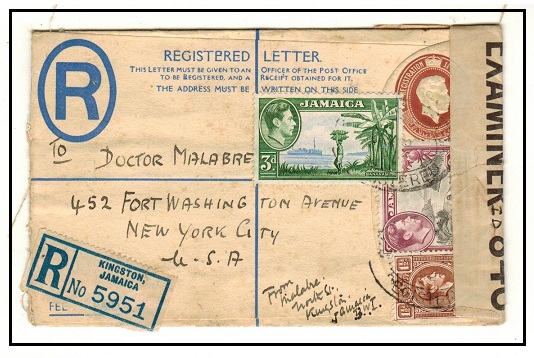 REGISTERED LETTER.
THIS LETTER MUST BE GIVEN TO AN OFFICER OF THE POST OFFICE
TO BE REGISTERED, AND A RECEIPT OBTAINED FOR IT.
THE ADDRESS MUST BE WRITTEN ON THIS SIDE
R
JAMAICA
3d
To
DOCTOR MALABRE
452 FORT WASHINGTON AVENUE
NEW YORK CITY
U.S.A
R
KINGSTON,
JAMAICA
No 5951
FEE
From
Malabre
Kingston
Jamaica
B.W.I.
EXAMINER